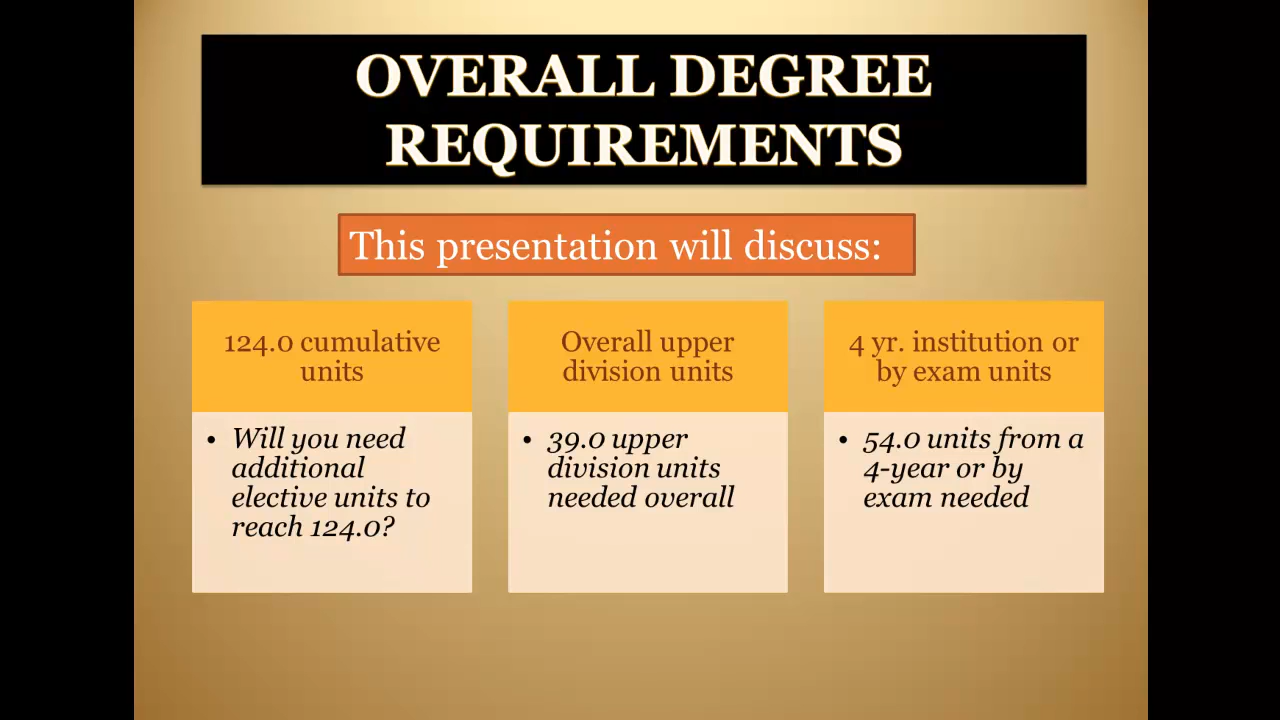 OVERALL DEGREE
REQUIREMENTS
This presentation will discuss:
124.0 cumulative
units
• Will you need
additional
elective units to
reach 124.0?
Overall upper
division units
• 39.0 upper
division units
needed overall
4 yr. institution or
by exam units
• 54.0 units from a
4-year or by
exam needed